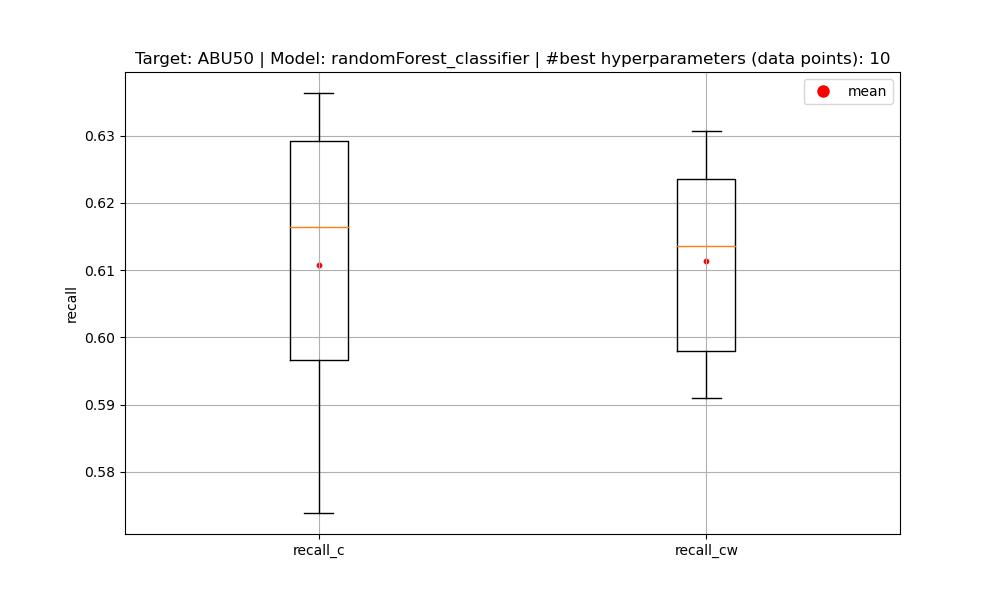 Target: ABU50 | Model: randomForest_classifier | #best hyperparameters (data points): 10
mean
0.63
0.62
0.61
0.60
0.59
0.58
recall
recall_c
recall_cw